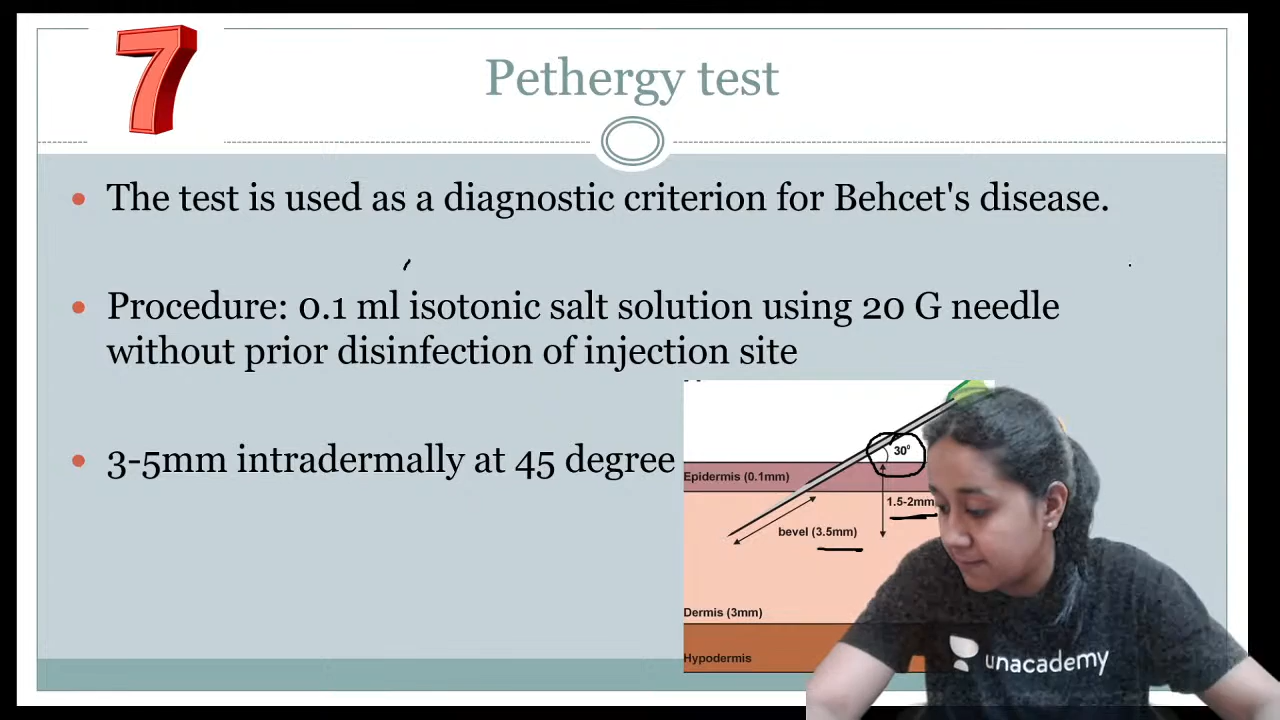 7
Pethergy test
The test is used as a diagnostic criterion for Behcet's disease.
Procedure: 0.1 ml isotonic salt solution using 20 G needle
without prior disinfection of injection site
3-5mm intradermally at 45 degree
30°
Epidermis (0.1mm)
1.5-2mm
bevel (3.5mm)
Dermis (3mm)
Hypodermis
unacademy